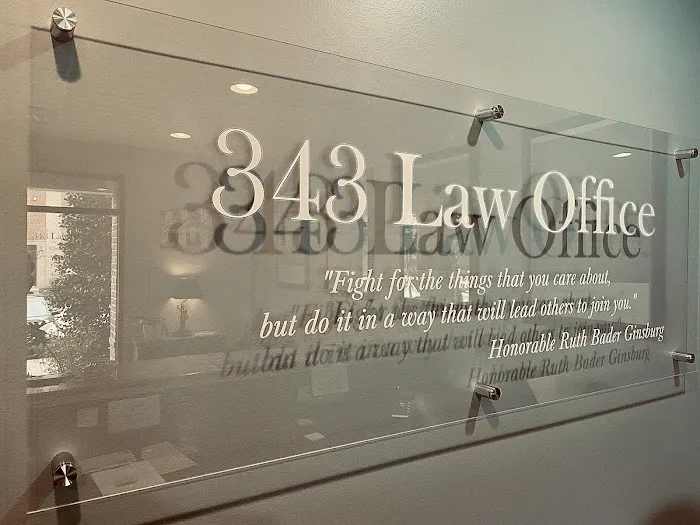 343 Law Office
"Fight for the things that you care about,
but do it in a way that will lead others to join you."
Honorable Ruth Bader Ginsburg